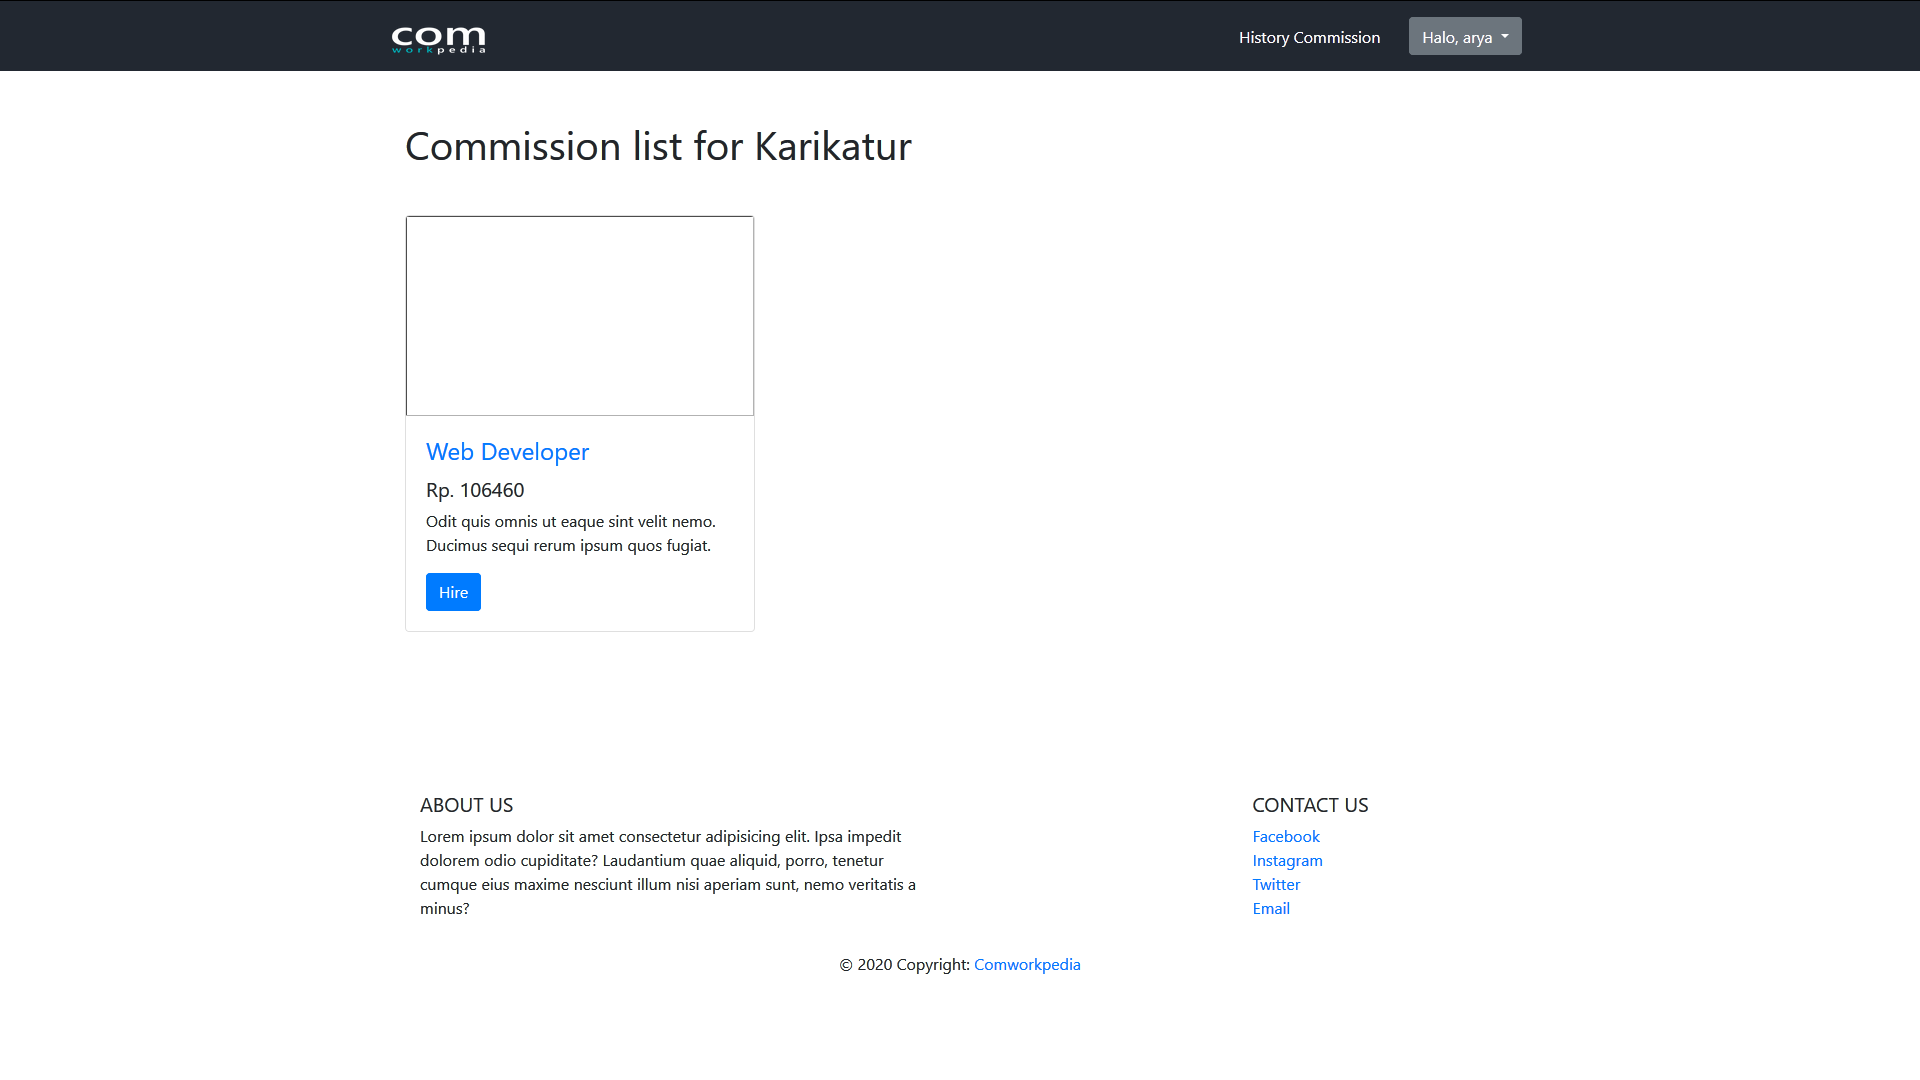 com
workpedia
History Commission
Halo, arya
Commission list for Karikatur
Web Developer
Rp. 106460
Odit quis omnis ut eaque sint velit nemo.
Ducimus sequi rerum ipsum quos fugiat.
Hire
ABOUT US
Lorem ipsum dolor sit amet consectetur adipisicing elit. Ipsa impedit
dolorem odio cupiditate? Laudantium quae aliquid, porro, tenetur
cumque eius maxime nesciunt illum nisi aperiam sunt, nemo veritatis a
minus?
CONTACT US
Facebook
Instagram
Twitter
Email
© 2020 Copyright: Comworkpedia